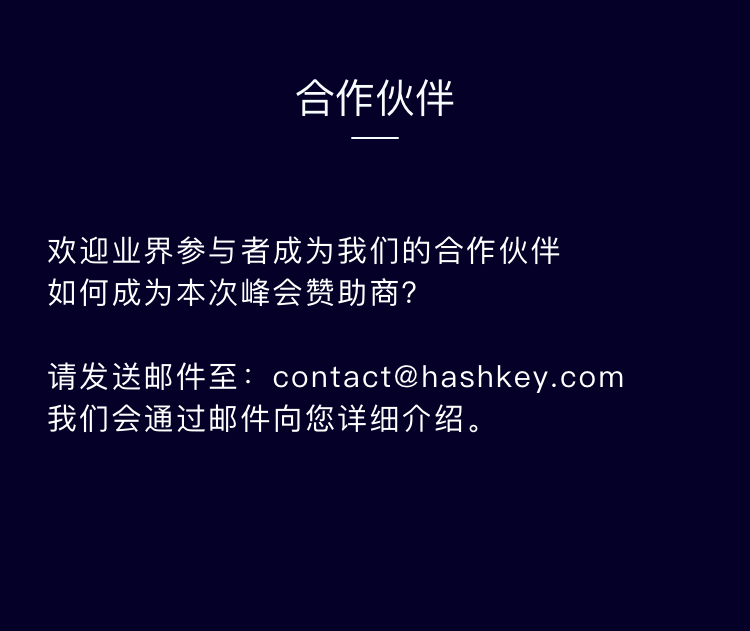 合作伙伴
欢迎业界参与者成为我们的合作伙伴
如何成为本次峰会赞助商？
请发送邮件至：contact@hashkey.com
我们会通过邮件向您详细介绍。